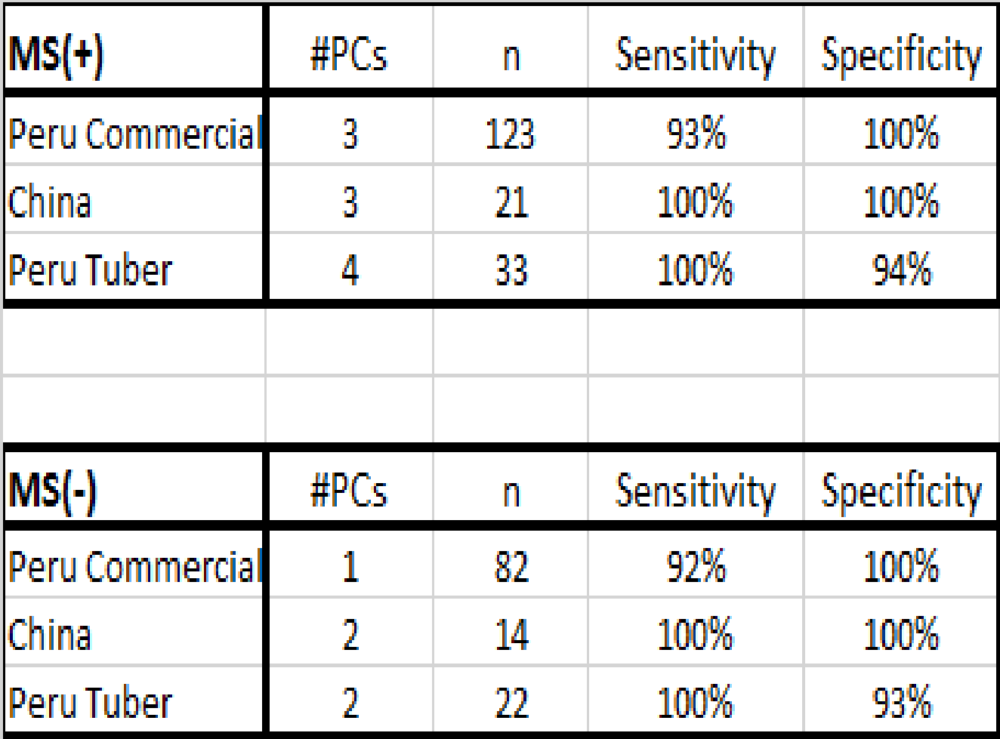 MS(+) #PCs n Sensitivity Specificity
Peru Commercial 3 123 93% 100%
China 3 21 100% 100%
Peru Tuber 4 33 100% 94%
MS(-) #PCs n Sensitivity Specificity
Peru Commercial 1 82 92% 100%
China 2 14 100% 100%
Peru Tuber 2 22 100% 93%